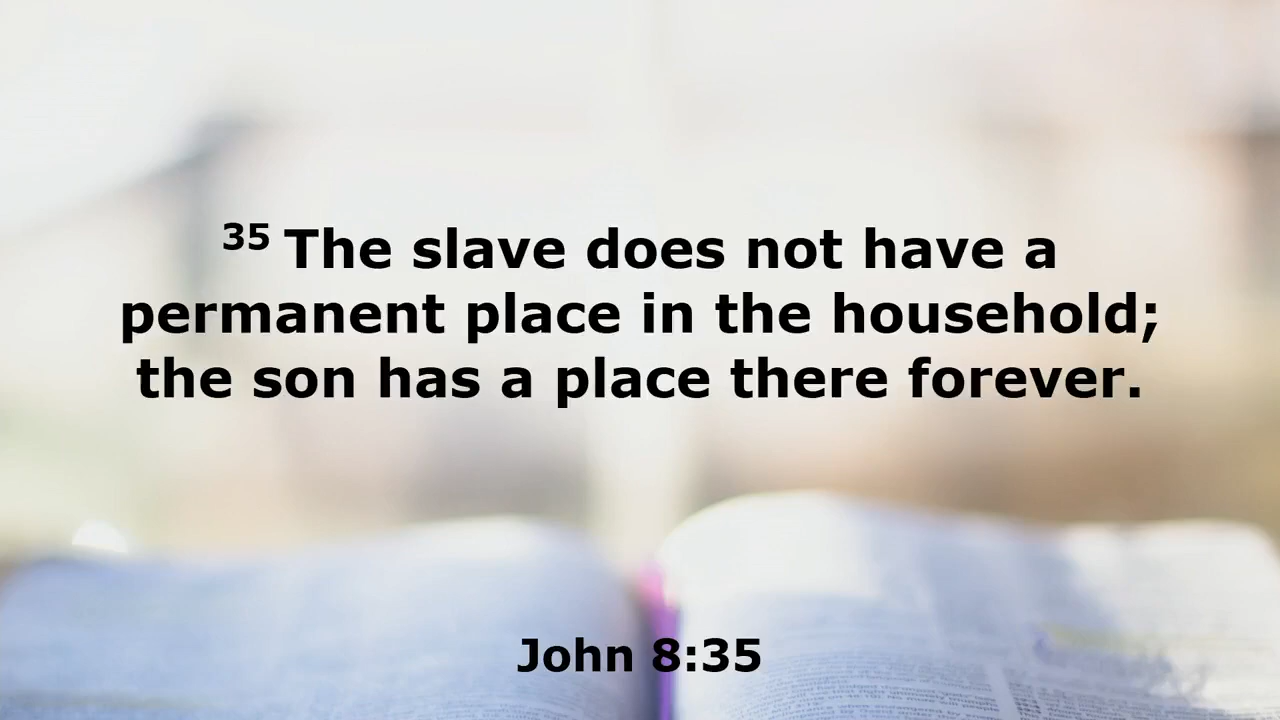 35 The slave does not have a
permanent place in the household;
the son has a place there forever.
John 8:35